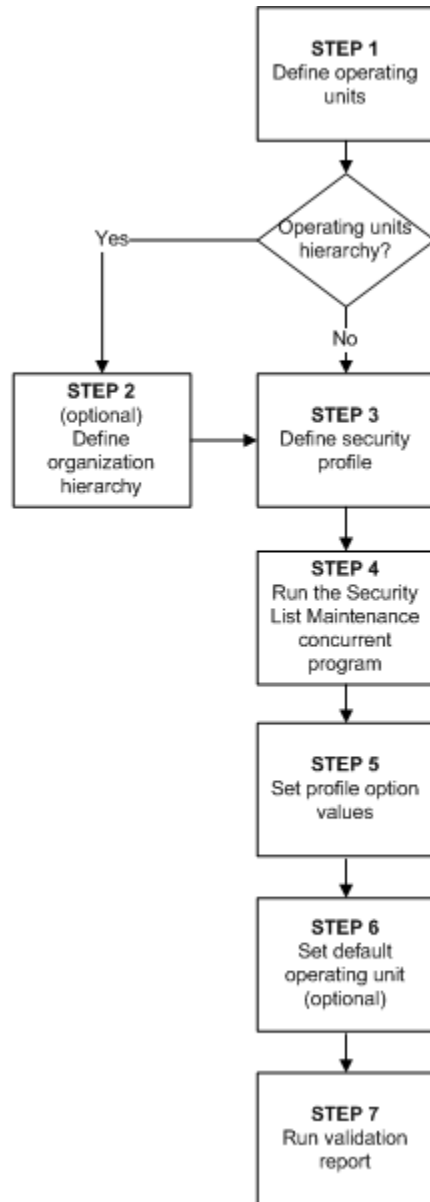 STEP 1
Define operating
units
Operating units
hierarchy?
Yes
No
STEP 2
(optional)
Define
organization
hierarchy
STEP 3
Define security
profile
STEP 4
Run the Security
List Maintenance
concurrent
program
STEP 5
Set profile option
values
STEP 6
Set default
operating unit
(optional)
STEP 7
Run validation
report